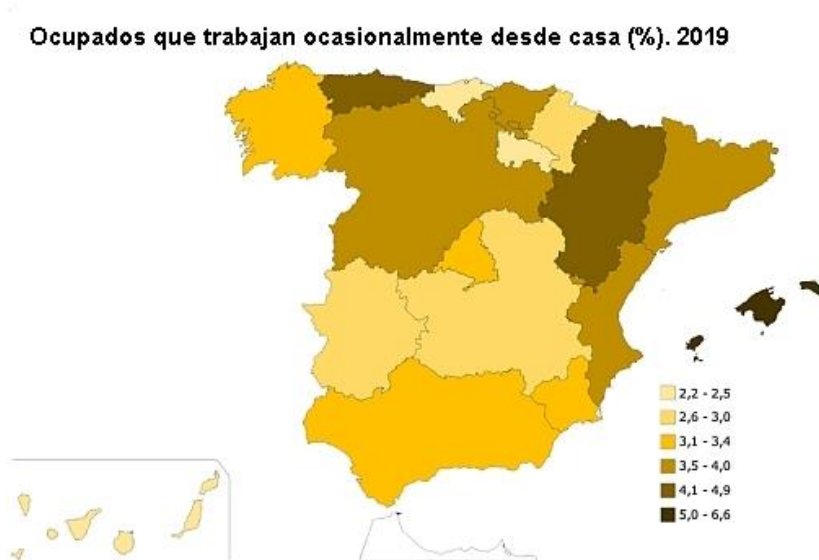 Ocupados que trabajan ocasionalmente desde casa (%). 2019
2,2 - 2,5
2,6 - 3,0
3,1 - 3,4
3,5 - 4,0
4,1 - 4,9
5,0 - 6,6